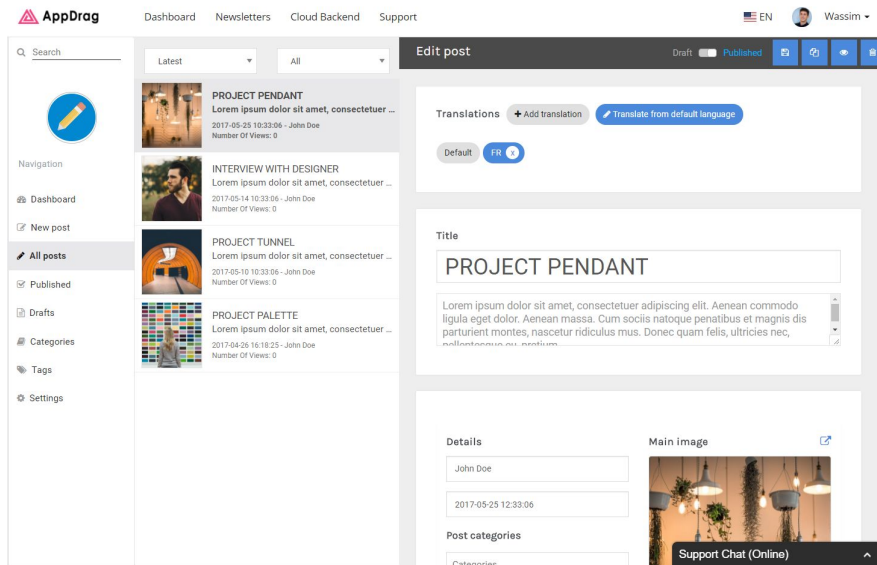 AppDrag
Dashboard Newsletters Cloud Backend Support
EN Wassim
Search
Navigation
Dashboard
New post
All posts
Published
Drafts
Categories
Tags
Settings
Latest All
PROJECT PENDANT
Lorem ipsum dolor sit amet, consectetuer ...
2017-05-25 10:33:06 - John Doe
Number Of Views: 0
INTERVIEW WITH DESIGNER
Lorem ipsum dolor sit amet, consectetuer ...
2017-05-14 10:33:06 - John Doe
Number Of Views: 0
PROJECT TUNNEL
Lorem ipsum dolor sit amet, consectetuer ...
2017-05-10 10:33:06 - John Doe
Number Of Views: 0
PROJECT PALETTE
Lorem ipsum dolor sit amet, consectetuer ...
2017-04-26 16:18:25 - John Doe
Number Of Views: 0
Edit post Draft Published
Translations + Add translation Translate from default language
Default FR x
Title
PROJECT PENDANT
Lorem ipsum dolor sit amet, consectetuer adipiscing elit. Aenean commodo
ligula eget dolor. Aenean massa. Cum sociis natoque penatibus et magnis dis
parturient montes, nascetur ridiculus mus. Donec quam felis, ultricies nec,
pellentesque eu, pretium
Details Main image
John Doe
2017-05-25 12:33:06
Post categories
Categories
Support Chat (Online)